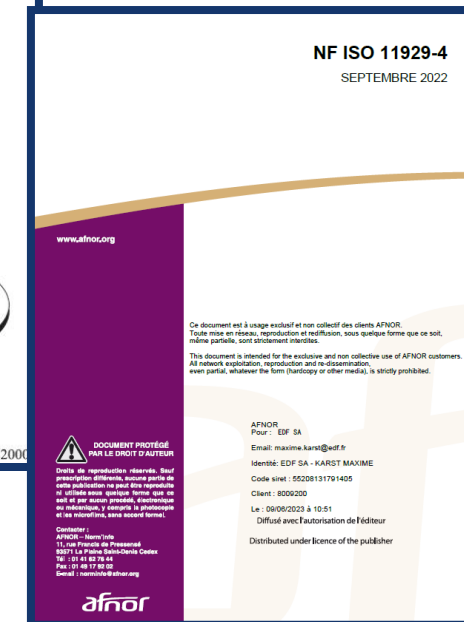 NF ISO 11929-4
SEPTEMBRE 2022
www.afnor.org
Ce document est à usage exclusif et non collectif des clients AFNOR.
Toute mise en réseau, reproduction et rediffusion, sous quelque forme que ce soit,
même partielle, sont strictement interdites.
This document is intended for the exclusive and non collective use of AFNOR customers.
All network exploitation, reproduction and re-dissemination,
even partial, whatever the form (hardcopy or other media), is strictly prohibited.
AFNOR
Pour : EDF SA
Email: maxime.karst@edf.fr
Identité: EDF SA - KARST MAXIME
Code siret : 55208131791405
Client : 8009200
Le : 09/06/2023 à 10:51
Diffusé avec l'autorisation de l'éditeur
Distributed under licence of the publisher
2000
DOCUMENT PROTÉGÉ
PAR LE DROIT D'AUTEUR
Droits de reproduction réservés. Sauf
prescription différente, aucune partie de
cette publication ne peut être reproduite
ni utilisée sous quelque forme que ce
soit et par aucun procédé, électronique
ou mécanique, y compris la photocopie
et les microfilms, sans accord formel.
Contacter :
AFNOR – Norm'Info
11, rue Francis de Pressensé
93571 La Plaine Saint-Denis Cedex
Tél : 01 41 62 76 44
Fax : 01 49 17 92 02
E-mail : norminfo@afnor.org
afnor